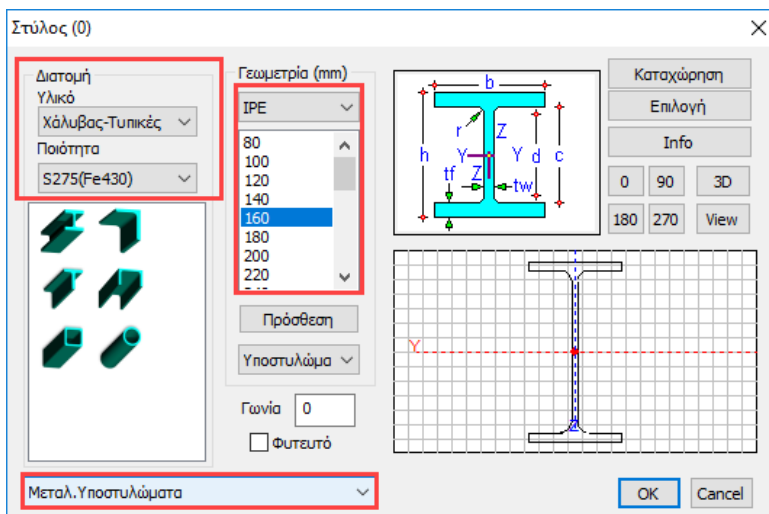 Στύλος (0)
Διατομή
Υλικό
Χάλυβας-Τυπικές
Ποιότητα
S275(Fe430)
Γεωμετρία (mm)
IPE
80
100
120
140
160
180
200
220
Πρόσθεση
Υποστυλώμα
Γωνία 0
Φυτευτό
Μεταλ.Υποστυλώματα
b
r Z
h Y Y d c
tf Z tw
Καταχώρηση
Επιλογή
Info
0 90 3D
180 270 View
Y
Z
OK Cancel